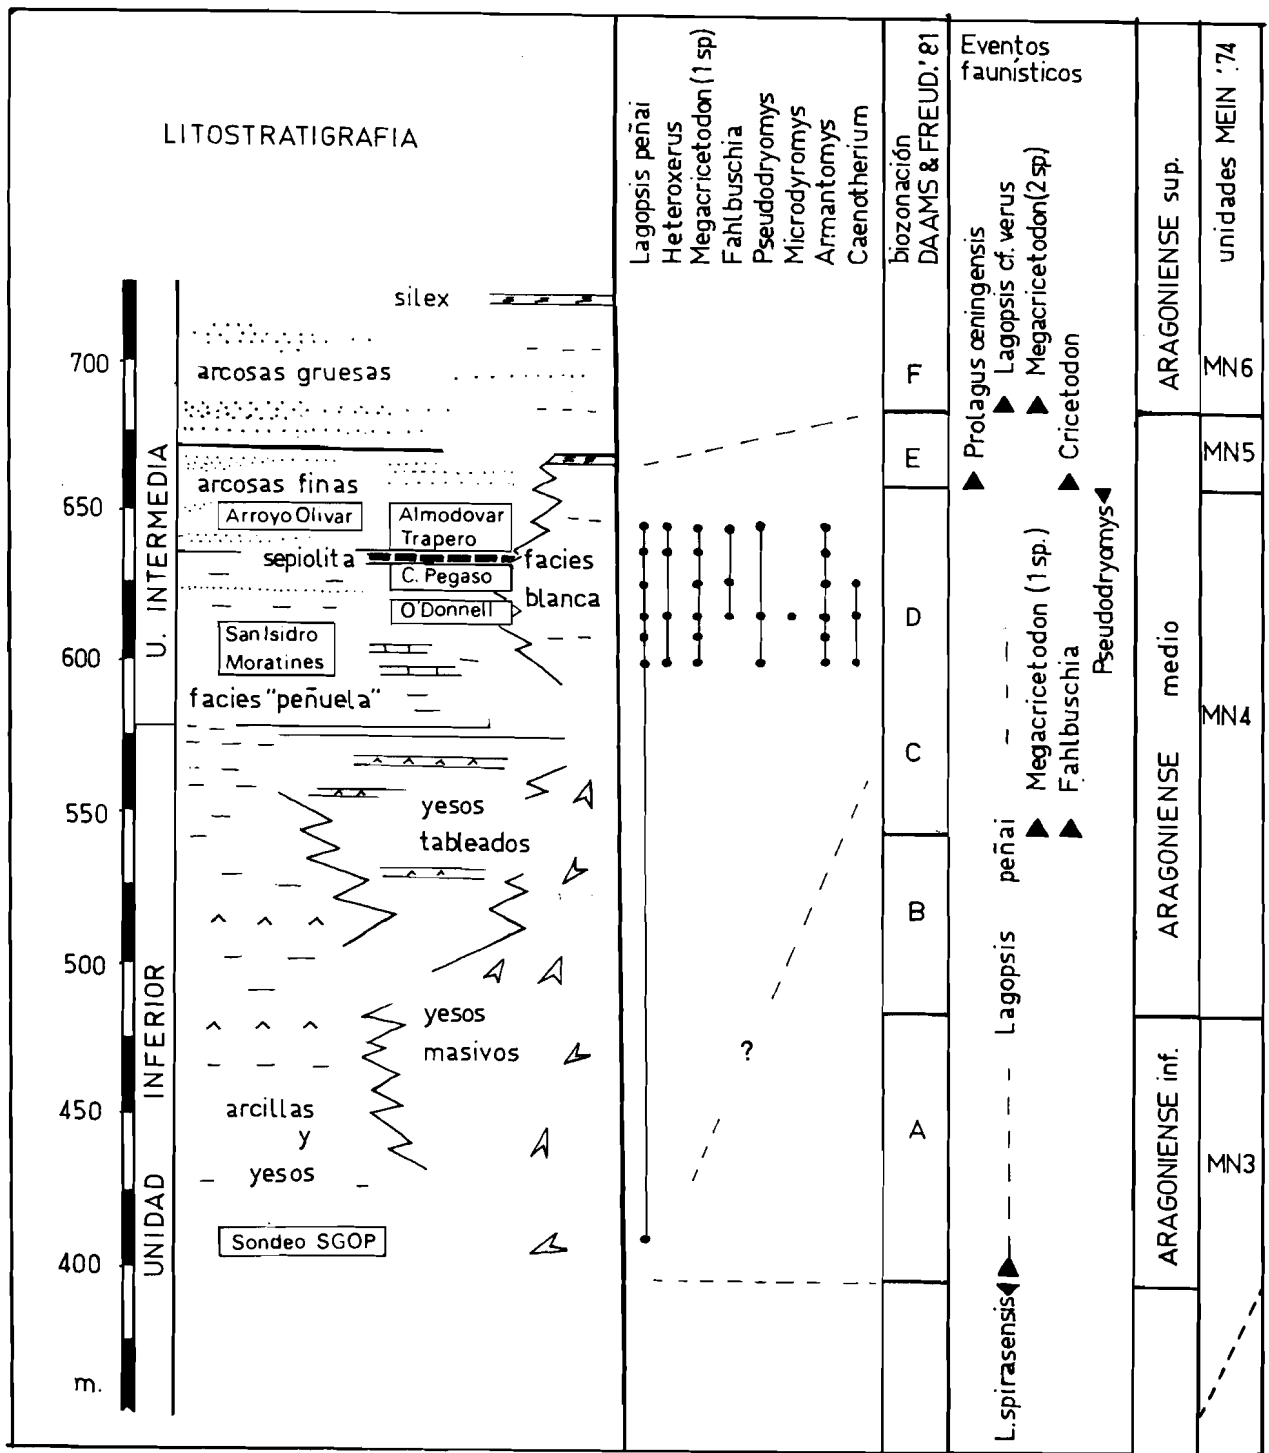 LITOSTRATIGRAFIA
700
650
600
550
500
450
400
m.
U. INTERMEDIA
UNIDAD INFERIOR
silex
arcosas gruesas
arcosas finas
Arroyo Olivar
Almodovar
Trapero
sepiolita
facies
blanca
C. Pegaso
O'Donnell
San Isidro
Moratines
facies "peñuela"
yesos
tableados
yesos
masivos
arcillas
y
yesos
Sondeo SGOP
Lagopsis peñai
Heteroxerus
Megacricetodon (1 sp)
Fahlbuschia
Pseudodryomys
Microdyromys
Armantomys
Caenotherium
?
biozonación
DAAMS & FREUD.'81
F
E
D
C
B
A
Eventos
faunísticos
Prolagus œningensis
Lagopsis cf. verus
Megacricetodon (2 sp)
Cricetodon
Pseudodryomys
Megacricetodon (1 sp.)
Fahlbuschia
Lagopsis peñai
L. spirasensis
ARAGONIENSE sup.
ARAGONIENSE medio
ARAGONIENSE inf.
unidades MEIN '74
MN6
MN5
MN4
MN3